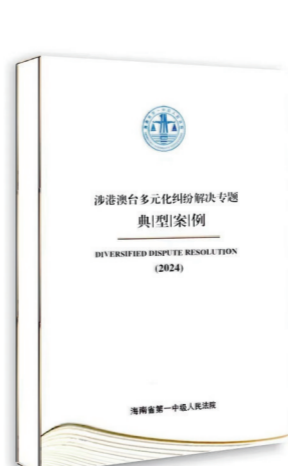 涉港澳台多元化纠纷解决专题
典|型|案|例
DIVERSIFIED DISPUTE RESOLUTION
(2024)
海南省第一中级人民法院